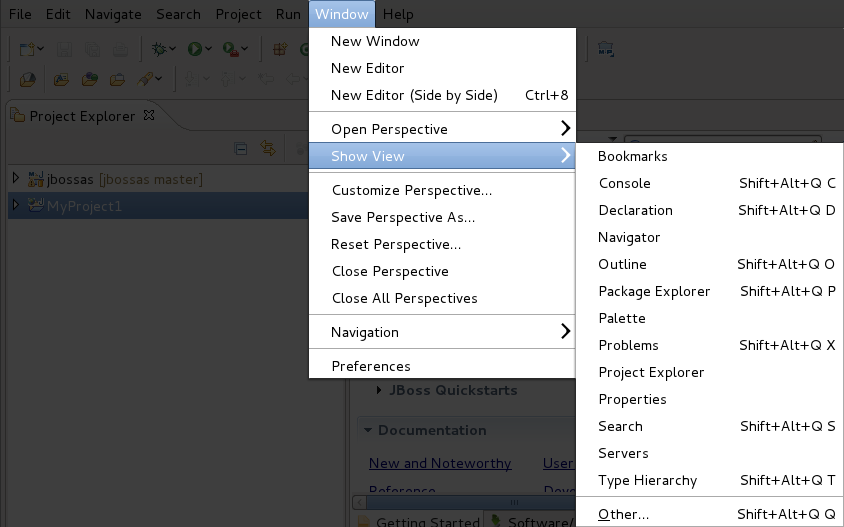 File Edit Navigate Search Project Run Window Help
New Window
New Editor
New Editor (Side by Side) Ctrl+8
Project Explorer
Open Perspective
Show View
Bookmarks
jbossas [jbossas master]
Console Shift+Alt+Q C
Customize Perspective...
MyProject1
Declaration Shift+Alt+Q D
Save Perspective As...
Navigator
Reset Perspective...
Outline Shift+Alt+Q O
Close Perspective
Package Explorer Shift+Alt+Q P
Close All Perspectives
Palette
Navigation
Problems Shift+Alt+Q X
Preferences
Project Explorer
JBoss Quickstarts
Properties
Documentation
Search Shift+Alt+Q S
Servers
New and Noteworthy User
Type Hierarchy Shift+Alt+Q T
Reference
Other... Shift+Alt+Q Q
Getting Started Software/